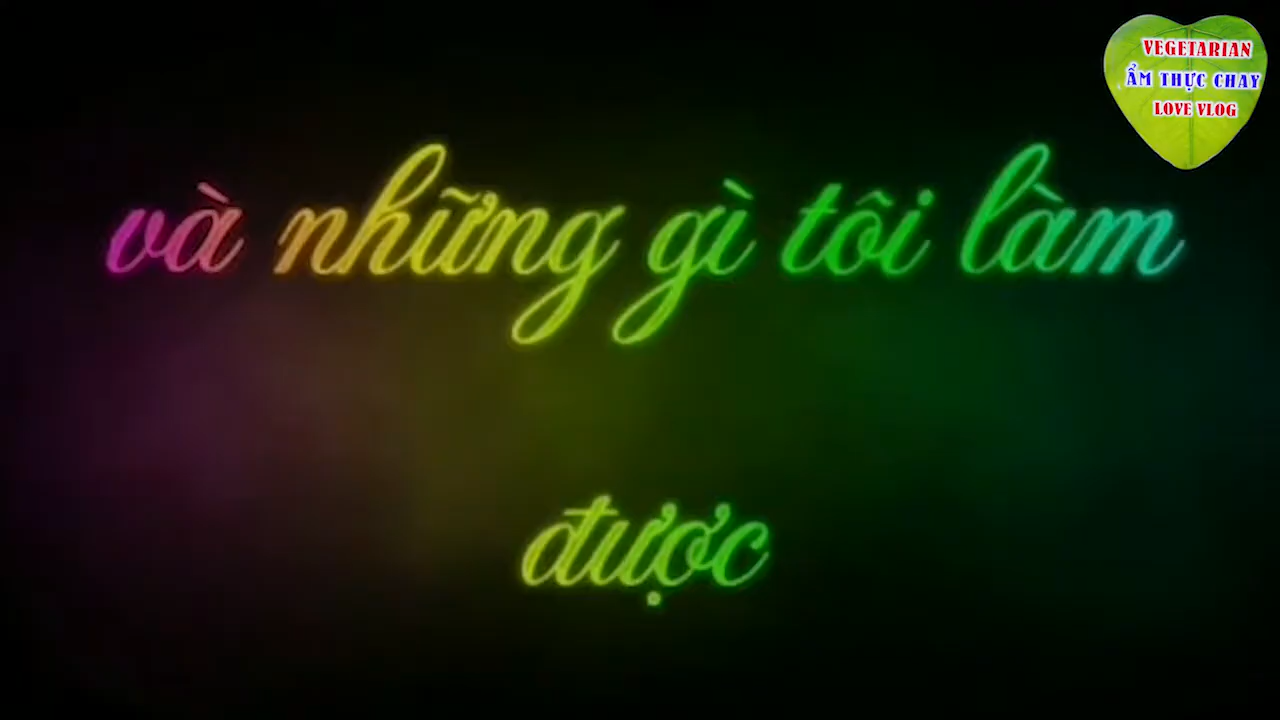 VEGETARIAN
ẨM THỰC CHAY
LOVE VLOG
và những gì tôi làm
được